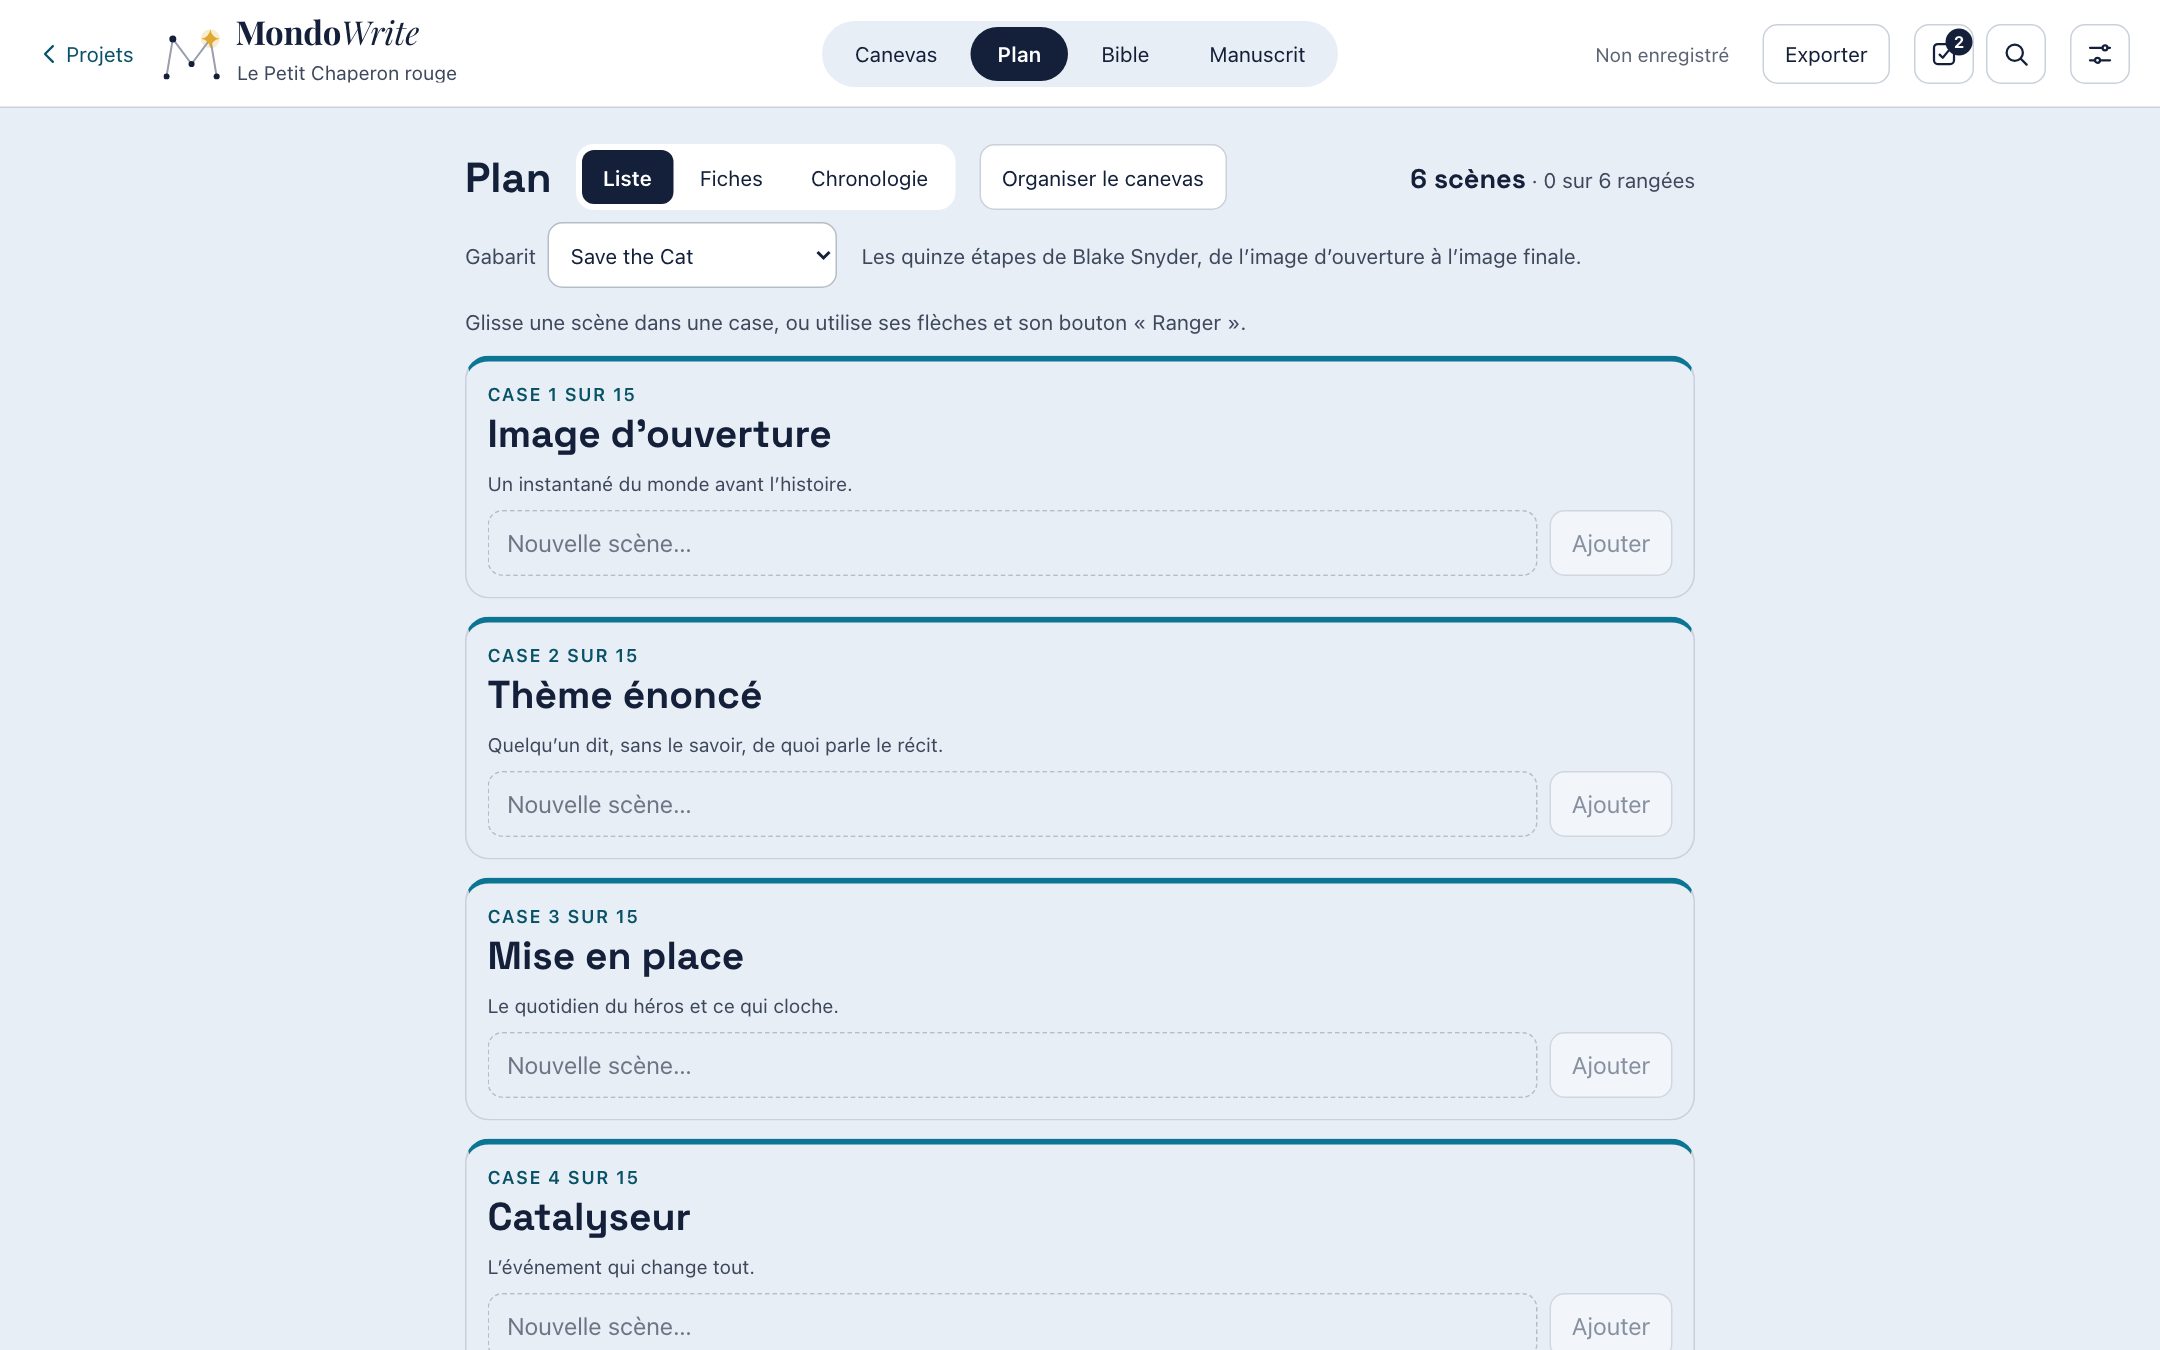 Projets
MondoWrite
Le Petit Chaperon rouge
Canevas
Plan
Bible
Manuscrit
Non enregistré
Exporter
2
Plan
Liste
Fiches
Chronologie
Organiser le canevas
6 scènes · 0 sur 6 rangées
Gabarit
Save the Cat
Les quinze étapes de Blake Snyder, de l’image d’ouverture à l’image finale.
Glisse une scène dans une case, ou utilise ses flèches et son bouton « Ranger ».
CASE 1 SUR 15
Image d’ouverture
Un instantané du monde avant l’histoire.
Nouvelle scène…
Ajouter
CASE 2 SUR 15
Thème énoncé
Quelqu’un dit, sans le savoir, de quoi parle le récit.
Nouvelle scène…
Ajouter
CASE 3 SUR 15
Mise en place
Le quotidien du héros et ce qui cloche.
Nouvelle scène…
Ajouter
CASE 4 SUR 15
Catalyseur
L’événement qui change tout.
Nouvelle scène…
Ajouter